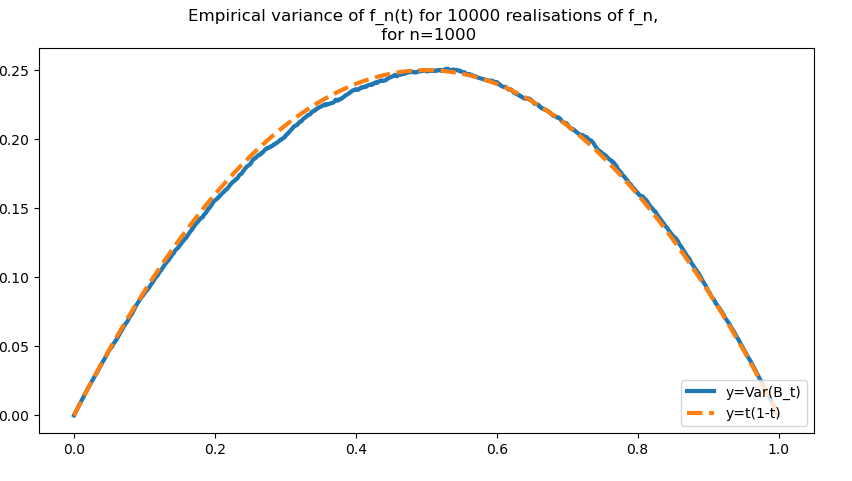 Empirical variance of f_n(t) for 10000 realisations of f_n,
for n=1000
0.25
0.20
0.15
0.10
0.05
0.00
0.0 0.2 0.4 0.6 0.8 1.0
y=Var(B_t)
y=t(1-t)